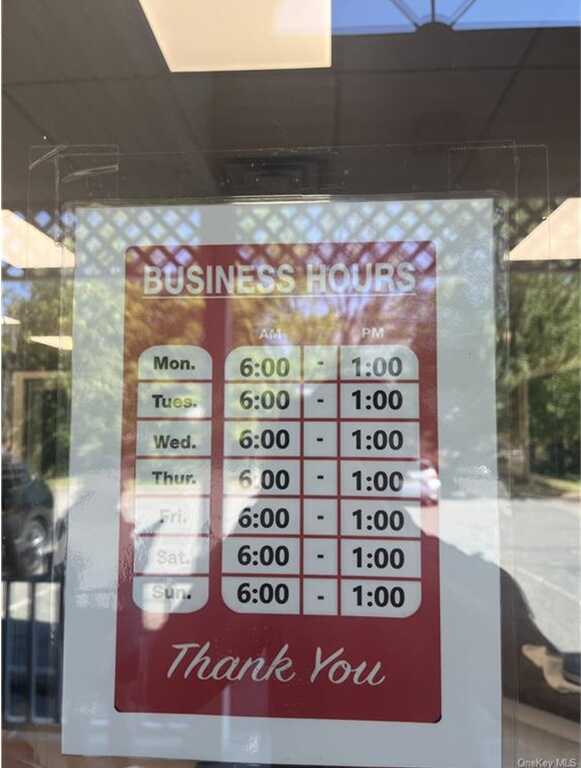 BUSINESS HOURS
AM PM
Mon. 6:00 - 1:00
Tues. 6:00 - 1:00
Wed. 6:00 - 1:00
Thur. 6:00 - 1:00
Fri. 6:00 - 1:00
Sat. 6:00 - 1:00
Sun. 6:00 - 1:00
Thank You
OneKey MLS